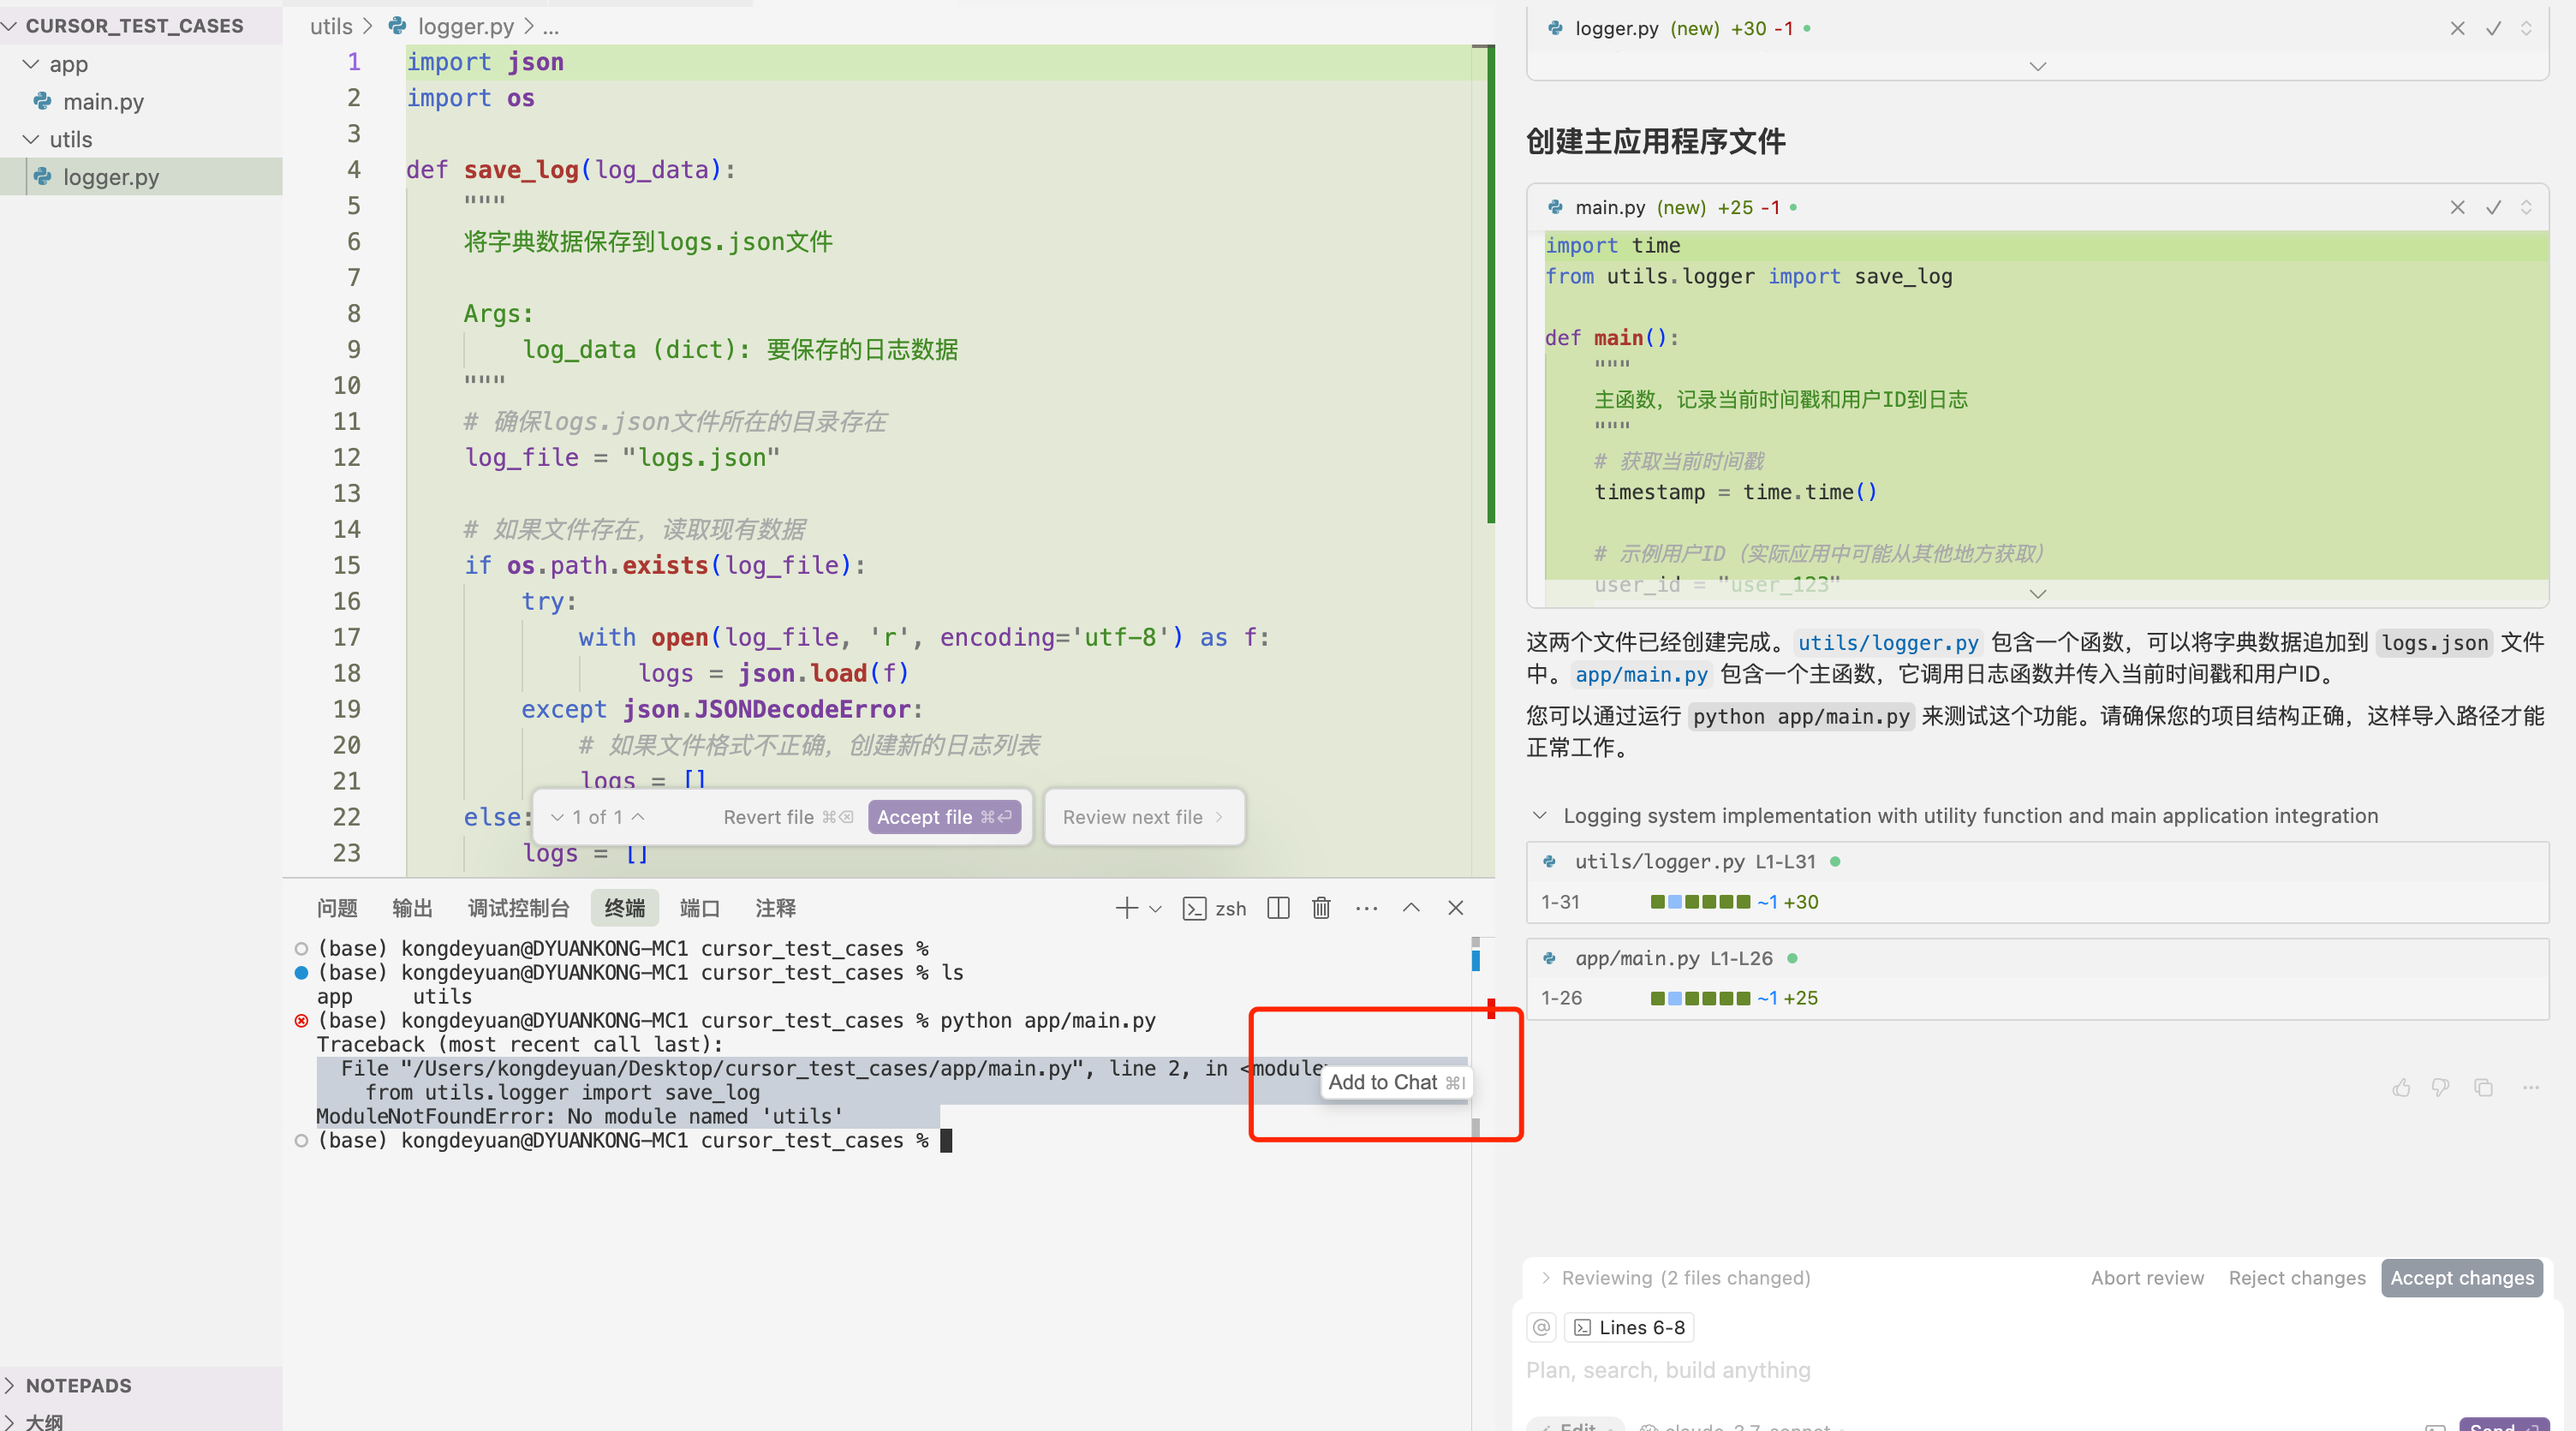 CURSOR_TEST_CASES
app
main.py
utils
logger.py
NOTEPADS
大纲
utils > logger.py > ...
1 import json
2 import os
3
4 def save_log(log_data):
5 """
6 将字典数据保存到logs.json文件
7
8 Args:
9 log_data (dict): 要保存的日志数据
10 """
11 # 确保logs.json文件所在的目录存在
12 log_file = "logs.json"
13
14 # 如果文件存在，读取现有数据
15 if os.path.exists(log_file):
16 try:
17 with open(log_file, 'r', encoding='utf-8') as f:
18 logs = json.load(f)
19 except json.JSONDecodeError:
20 # 如果文件格式不正确，创建新的日志列表
21 logs = []
22 else:
23 logs = []
1 of 1 Revert file ⌘⌫ Accept file ⌘⏎ Review next file
问题 输出 调试控制台 终端 端口 注释 zsh
(base) kongdeyuan@DYUANKONG-MC1 cursor_test_cases %
(base) kongdeyuan@DYUANKONG-MC1 cursor_test_cases % ls
app utils
(base) kongdeyuan@DYUANKONG-MC1 cursor_test_cases % python app/main.py
Traceback (most recent call last):
File "/Users/kongdeyuan/Desktop/cursor_test_cases/app/main.py", line 2, in <module>
Add to Chat ⌘I
from utils.logger import save_log
ModuleNotFoundError: No module named 'utils'
(base) kongdeyuan@DYUANKONG-MC1 cursor_test_cases %
logger.py (new) +30 -1
创建主应用程序文件
main.py (new) +25 -1
import time
from utils.logger import save_log
def main():
"""
主函数，记录当前时间戳和用户ID到日志
"""
# 获取当前时间戳
timestamp = time.time()
# 示例用户ID（实际应用中可能从其他地方获取）
user_id = "user_123"
这两个文件已经创建完成。 utils/logger.py 包含一个函数，可以将字典数据追加到 logs.json 文件
中。 app/main.py 包含一个主函数，它调用日志函数并传入当前时间戳和用户ID。
您可以通过运行 python app/main.py 来测试这个功能。请确保您的项目结构正确，这样导入路径才能
正常工作。
Logging system implementation with utility function and main application integration
utils/logger.py L1-L31
1-31 ~1 +30
app/main.py L1-L26
1-26 ~1 +25
Reviewing (2 files changed) Abort review Reject changes Accept changes
@ Lines 6-8
Plan, search, build anything
Edit claude-3.7-sonnet Send